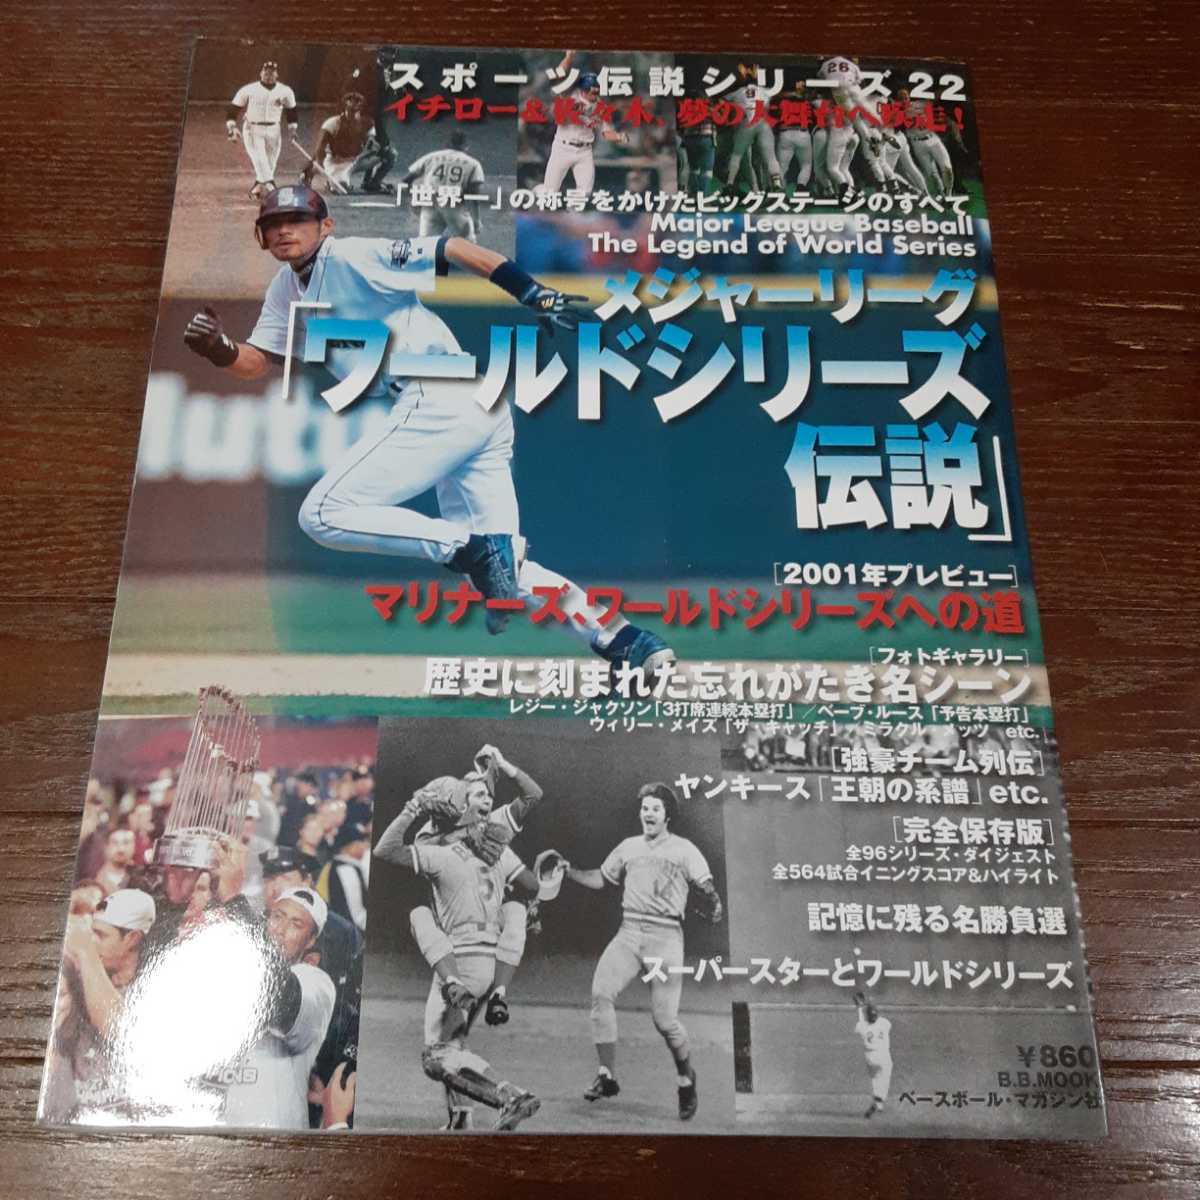 スポーツ伝説シリーズ22
イチロー&佐々木、夢の大舞台へ疾走!
「世界一」の称号をかけたビッグステージのすべて
Major League Baseball
The Legend of World Series
メジャーリーグ
「ワールドシリーズ
伝説」
[2001年プレビュー]
マリナーズ、ワールドシリーズへの道
[フォトギャラリー]
歴史に刻まれた忘れがたき名シーン
レジー・ジャクソン「3打席連続本塁打」/ベーブ・ルース「予告本塁打」
ウィリー・メイズ「ザ・キャッチ」/ミラクル・メッツ etc.
[強豪チーム列伝]
ヤンキース「王朝の系譜」etc.
[完全保存版]
全96シリーズ・ダイジェスト
全564試合イニングスコア&ハイライト
記憶に残る名勝負選
スーパースターとワールドシリーズ
¥860
B.B.MOOK
ベースボール・マガジン社
49
26
24